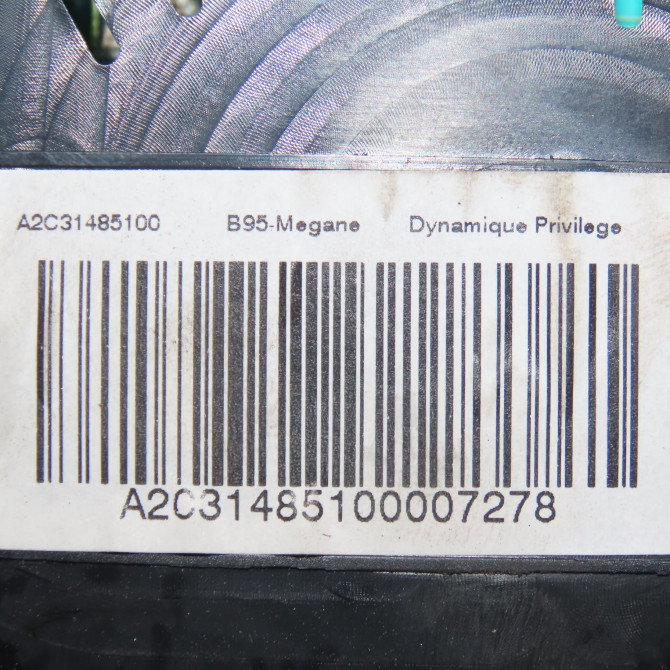 A2C31485100 B95-Megane Dynamique Privilege
A2C31485100007278